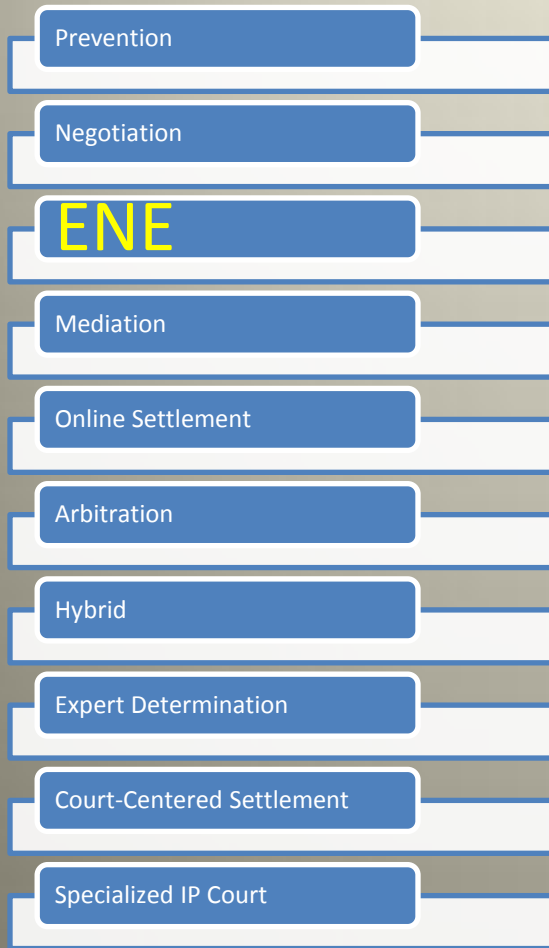 Prevention
Negotiation
ENE
Mediation
Online Settlement
Arbitration
Hybrid
Expert Determination
Court-Centered Settlement
Specialized IP Court